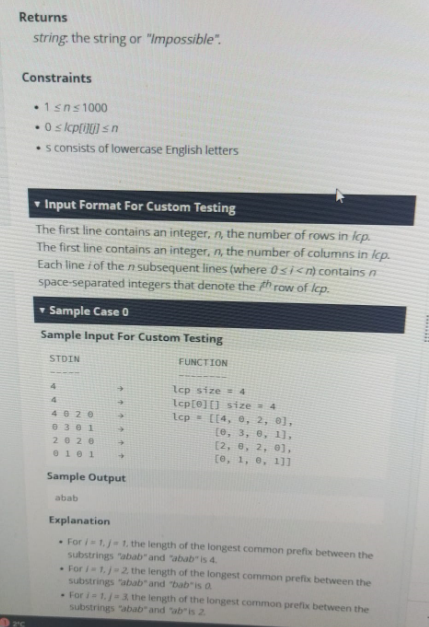 Returns
string: the string or "Impossible".
Constraints
• 1 ≤ n ≤ 1000
• 0 ≤ lcp[i][j] ≤ n
• s consists of lowercase English letters
▾ Input Format For Custom Testing
The first line contains an integer, n, the number of rows in lcp.
The first line contains an integer, n, the number of columns in lcp.
Each line i of the n subsequent lines (where 0 ≤ i < n) contains n
space-separated integers that denote the ith row of lcp.
▾ Sample Case 0
Sample Input For Custom Testing
STDIN FUNCTION
----- --------
4 → lcp size = 4
4 → lcp[0][] size = 4
4 0 2 0 → lcp = [[4, 0, 2, 0],
0 3 0 1 → [0, 3, 0, 1],
2 0 2 0 → [2, 0, 2, 0],
0 1 0 1 → [0, 1, 0, 1]]
Sample Output
abab
Explanation
• For i = 1, j = 1, the length of the longest common prefix between the
substrings "abab" and "abab" is 4.
• For i = 1, j = 2, the length of the longest common prefix between the
substrings "abab" and "bab" is 0.
• For i = 1, j = 3, the length of the longest common prefix between the
substrings "abab" and "ab" is 2.